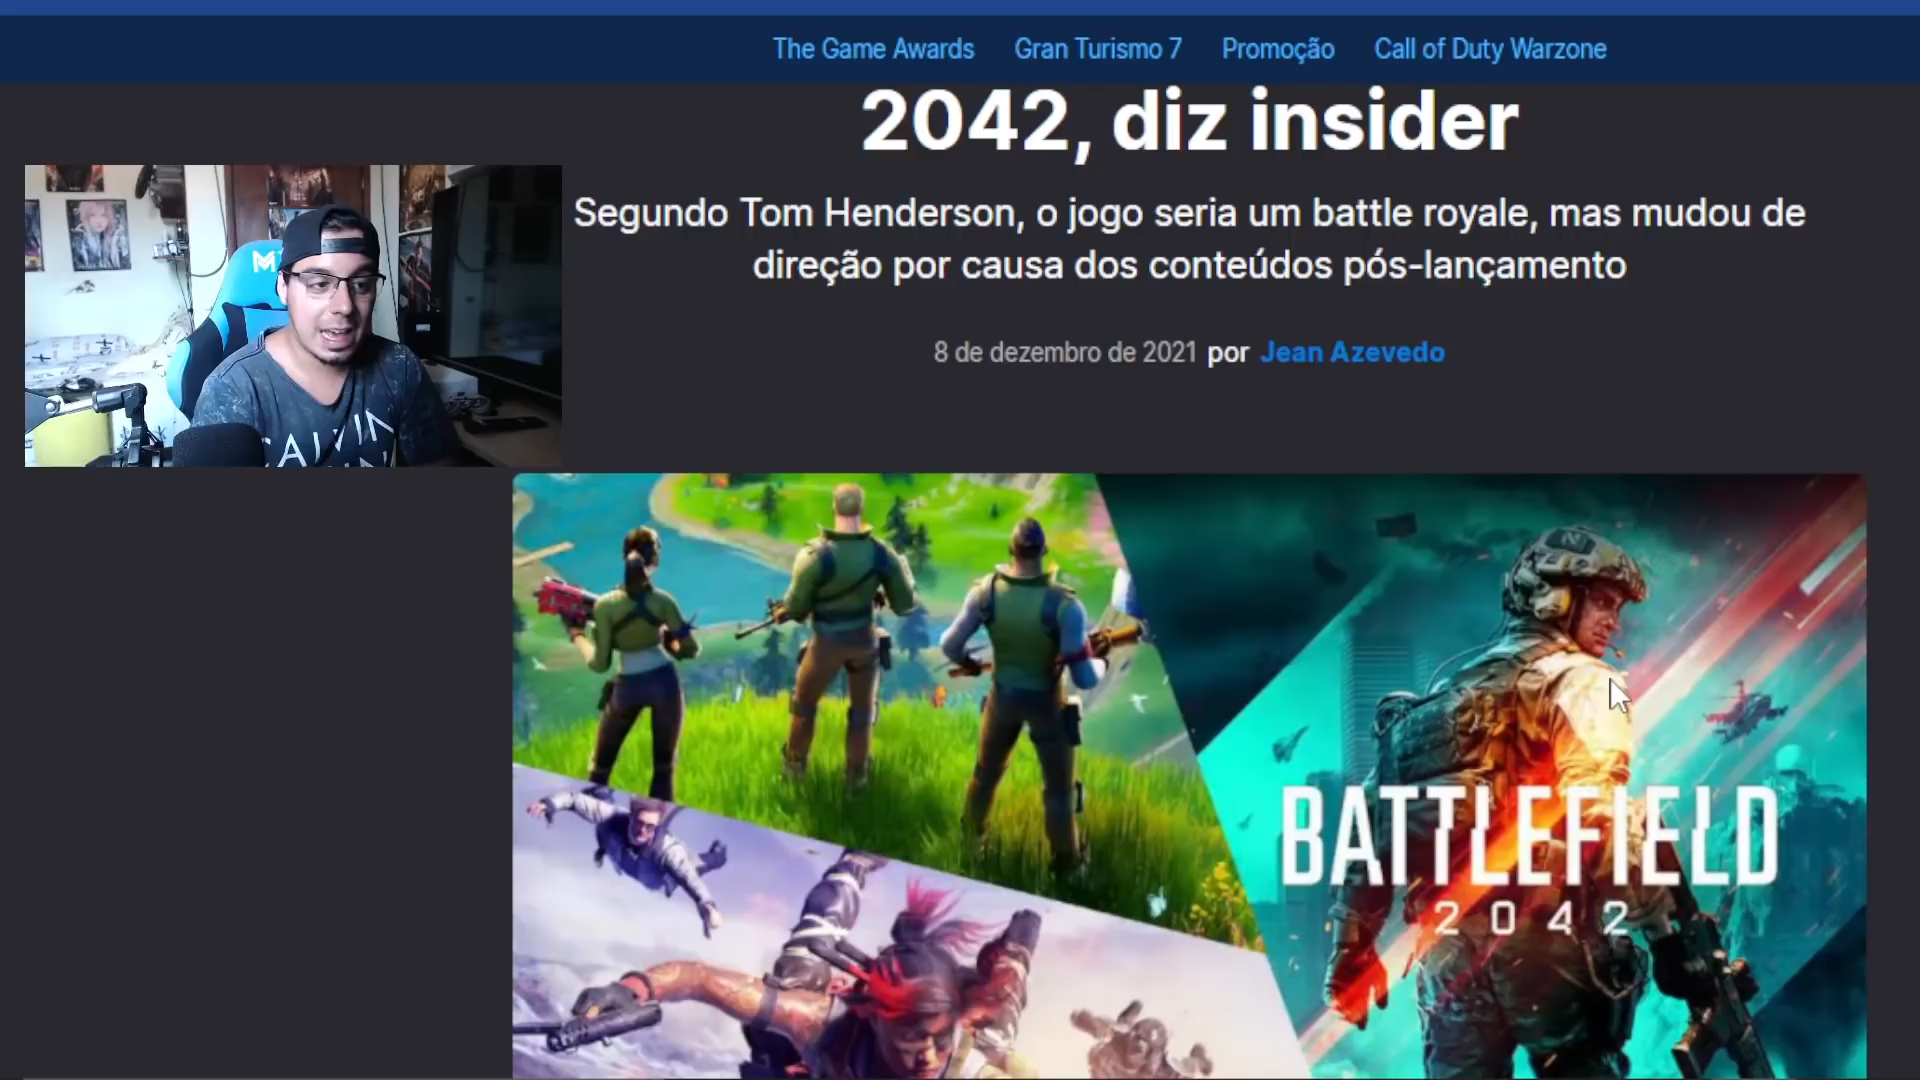 The Game Awards Gran Turismo 7 Promoção Call of Duty Warzone
2042, diz insider
Segundo Tom Henderson, o jogo seria um battle royale, mas mudou de
direção por causa dos conteúdos pós-lançamento
8 de dezembro de 2021 por Jean Azevedo
CALVIN
BATTLEFIELD
2042